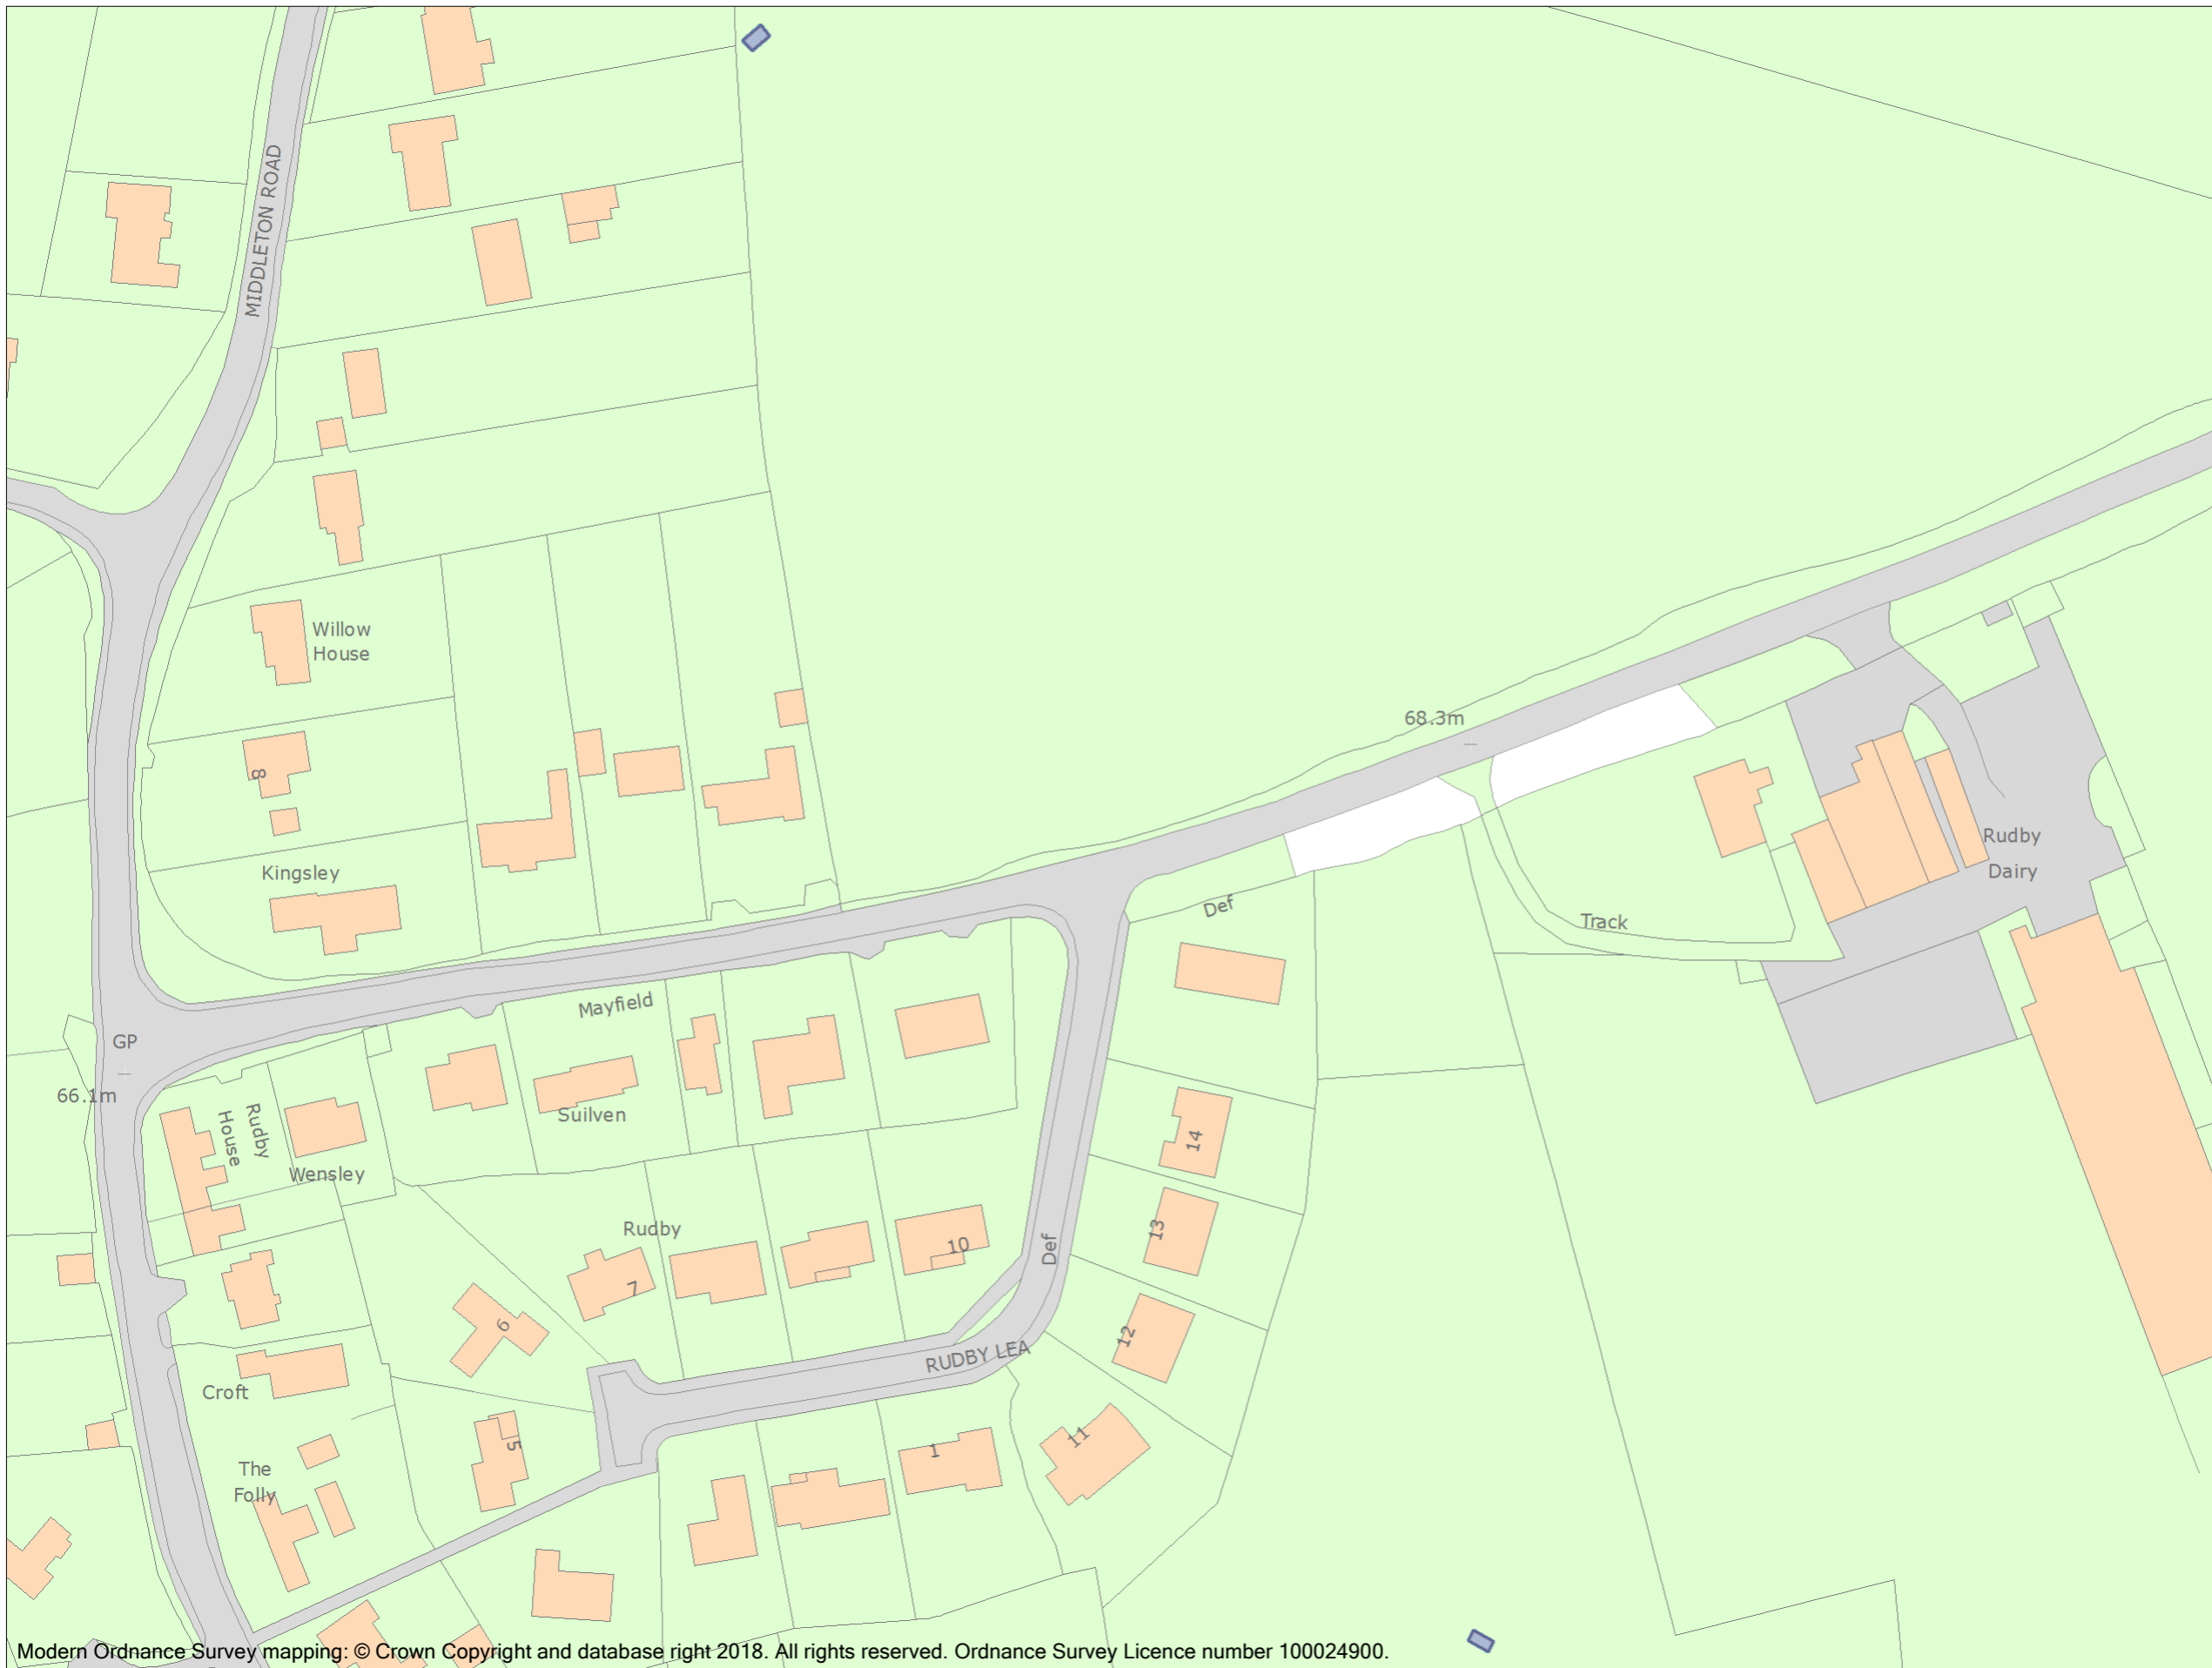 MIDDLETON ROAD
Willow
House
68.3m
8
Rudby
Dairy
Kingsley
Def
Track
Mayfield
GP
66.1m
Suilven
Rudby
House
14
Wensley
Rudby
13
10
Def
7
6
12
RUDBY LEA
Croft
11
5
1
The
Folly
Modern Ordnance Survey mapping: © Crown Copyright and database right 2018. All rights reserved. Ordnance Survey Licence number 100024900.